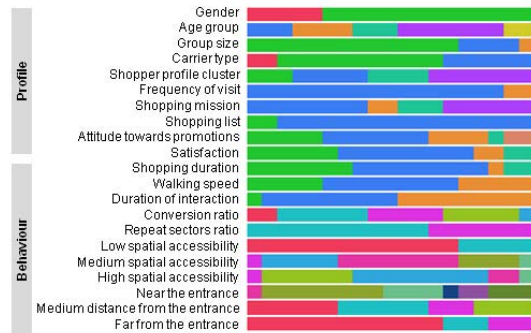 Profile
Gender
Age group
Group size
Carrier type
Shopper profile cluster
Frequency of visit
Shopping mission
Shopping list
Attitude towards promotions
Satisfaction
Behaviour
Shopping duration
Walking speed
Duration of interaction
Conversion ratio
Repeat sectors ratio
Low spatial accessibility
Medium spatial accessibility
High spatial accessibility
Near the entrance
Medium distance from the entrance
Far from the entrance